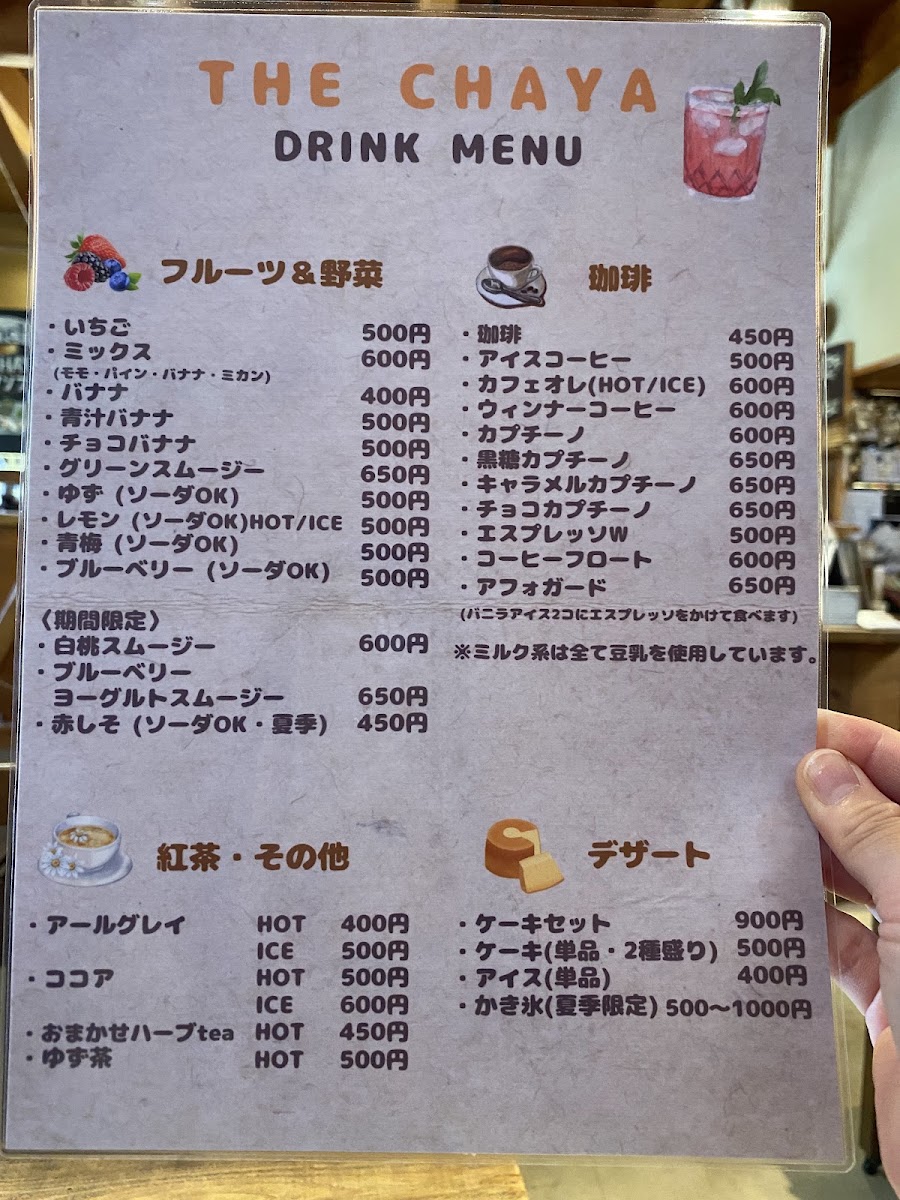 THE CHAYA
DRINK MENU
フルーツ＆野菜
・いちご 500円
・ミックス 600円
(モモ・パイン・バナナ・ミカン)
・バナナ 400円
・青汁バナナ 500円
・チョコバナナ 500円
・グリーンスムージー 650円
・ゆず (ソーダOK) 500円
・レモン (ソーダOK)HOT/ICE 500円
・青梅 (ソーダOK) 500円
・ブルーベリー (ソーダOK) 500円
〈期間限定〉
・白桃スムージー 600円
・ブルーベリー
ヨーグルトスムージー 650円
・赤しそ (ソーダOK・夏季) 450円
珈琲
・珈琲 450円
・アイスコーヒー 500円
・カフェオレ(HOT/ICE) 600円
・ウィンナーコーヒー 600円
・カプチーノ 600円
・黒糖カプチーノ 650円
・キャラメルカプチーノ 650円
・チョコカプチーノ 650円
・エスプレッソW 500円
・コーヒーフロート 600円
・アフォガード 650円
(バニラアイス2コにエスプレッソをかけて食べます)
※ミルク系は全て豆乳を使用しています。
紅茶・その他
・アールグレイ HOT 400円
ICE 500円
・ココア HOT 500円
ICE 600円
・おまかせハーブtea HOT 450円
・ゆず茶 HOT 500円
デザート
・ケーキセット 900円
・ケーキ(単品・2種盛り) 500円
・アイス(単品) 400円
・かき氷(夏季限定) 500〜1000円